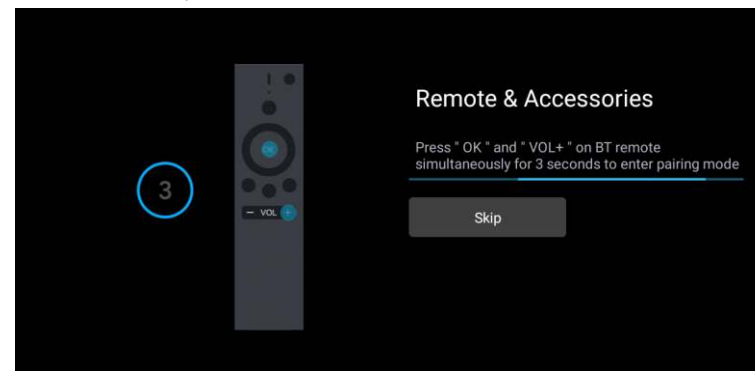 Remote & Accessories
Press " OK " and " VOL+ " on BT remote
simultaneously for 3 seconds to enter pairing mode
3
OK
− VOL +
Skip